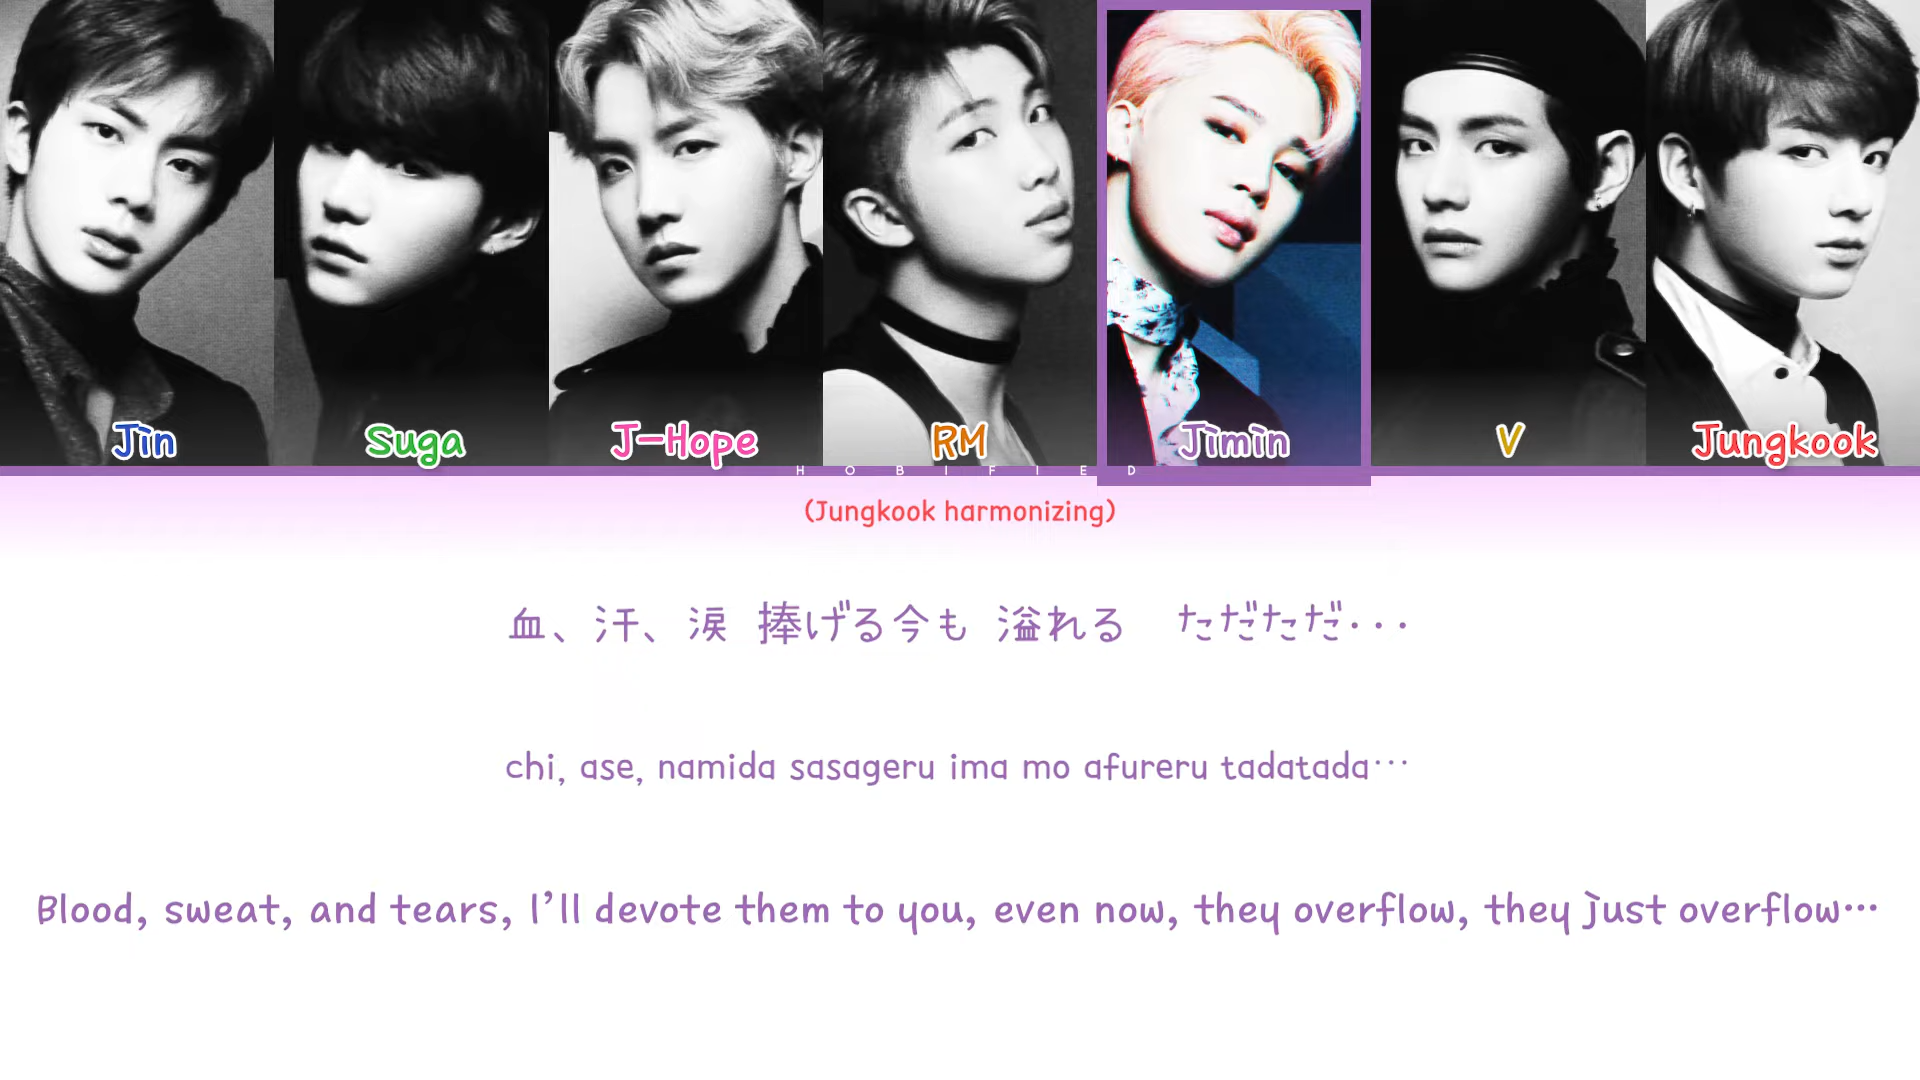 Jin Suga J-Hope RM Jimin V Jungkook
HOBIFIED
(Jungkook harmonizing)
血、汗、涙 捧げる今も 溢れる ただただ・・・
chi, ase, namida sasageru ima mo afureru tadatada…
Blood, sweat, and tears, I’ll devote them to you, even now, they overflow, they just overflow…